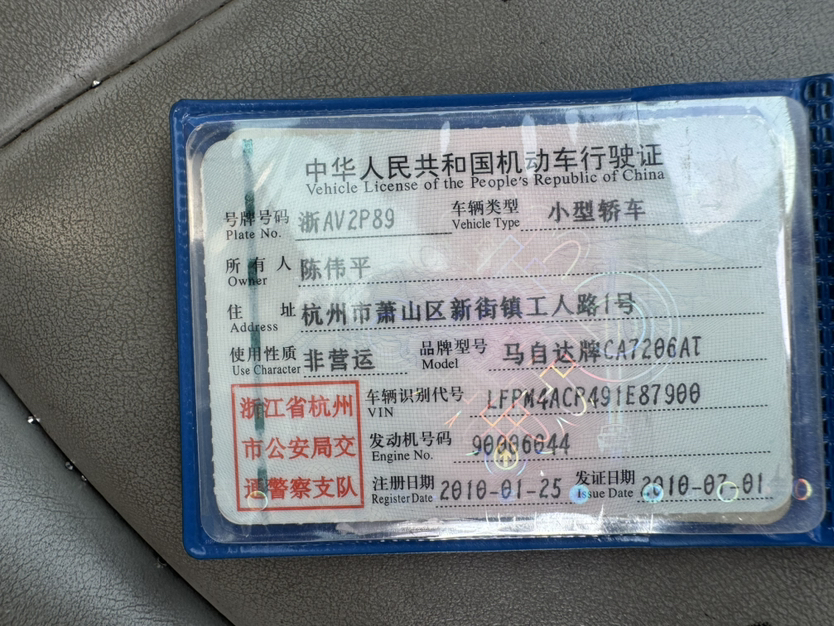 中华人民共和国机动车行驶证
Vehicle License of the People's Republic of China
号牌号码 浙AV2P89 车辆类型 小型轿车
Plate No. Vehicle Type
所有人 陈伟平
Owner
住址 杭州市萧山区新街镇工人路1号
Address
使用性质 非营运 品牌型号 马自达牌CA7206AT
Use Character Model
浙江省杭州
市公安局交
通警察支队
车辆识别代号 LFPM4ACP491E87900
VIN
发动机号码 90086044
Engine No.
注册日期 2010-01-25 发证日期 2010-07-01
Register Date Issue Date